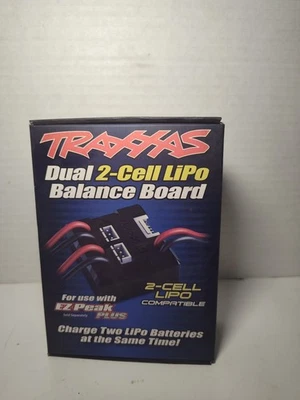 TRAXXAS
Dual 2-Cell LiPo
Balance Board
2-CELL
LIPO
COMPATIBLE
For use with
EZ Peak
PLUS
Charge Two LiPo Batteries
at the Same Time!